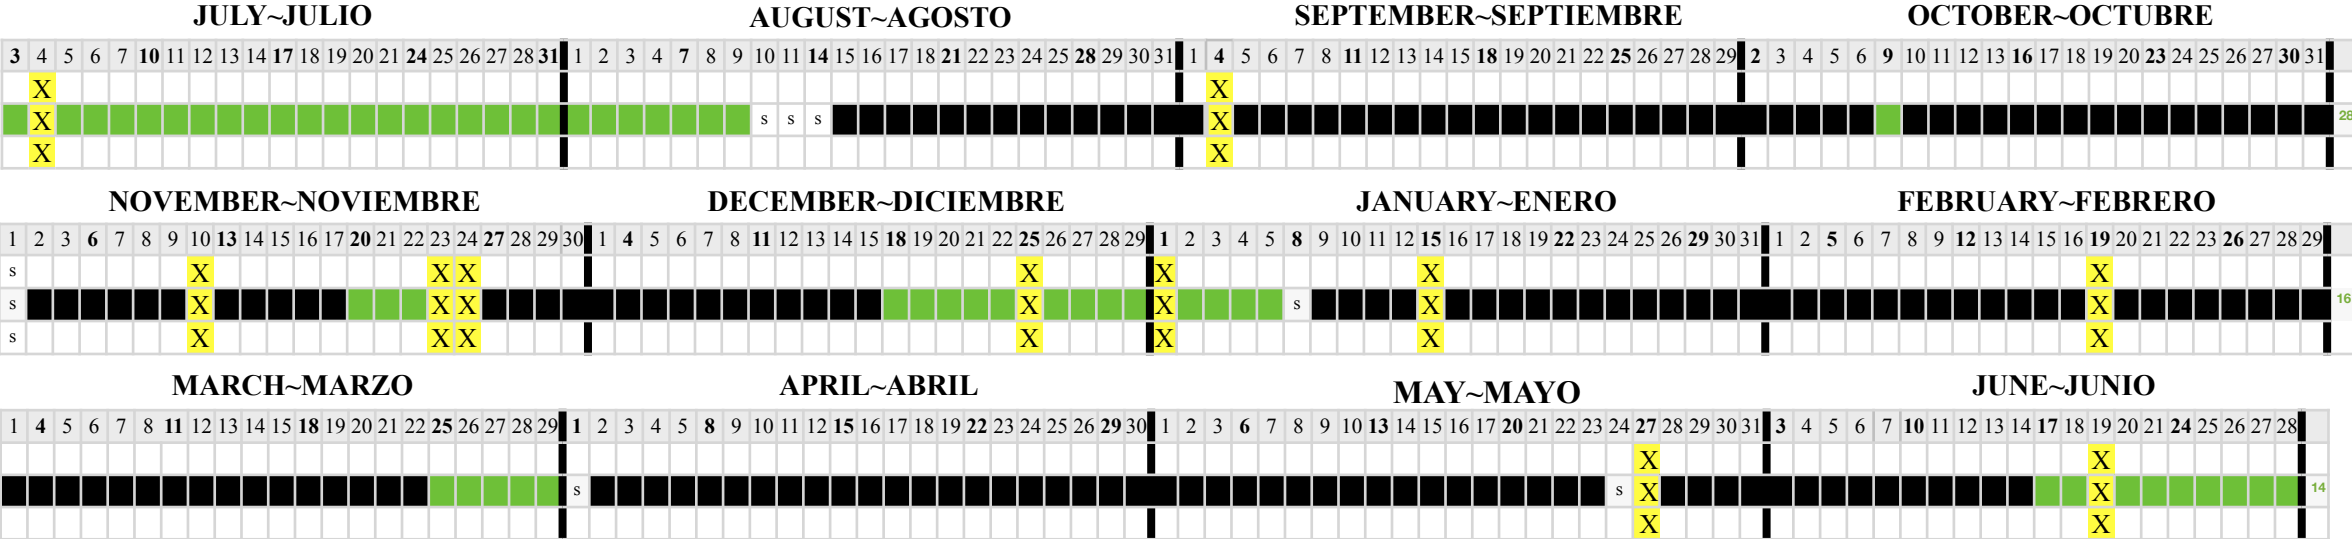 JULY~JULIO AUGUST~AGOSTO SEPTEMBER~SEPTIEMBRE OCTOBER~OCTUBRE
3 4 5 6 7 10 11 12 13 14 17 18 19 20 21 24 25 26 27 28 31 1 2 3 4 7 8 9 10 11 14 15 16 17 18 21 22 23 24 25 28 29 30 31 1 4 5 6 7 8 11 12 13 14 15 18 19 20 21 22 25 26 27 28 29 2 3 4 5 6 9 10 11 12 13 16 17 18 19 20 23 24 25 26 27 30 31
X X
X s s s X 28
X X
NOVEMBER~NOVIEMBRE DECEMBER~DICIEMBRE JANUARY~ENERO FEBRUARY~FEBRERO
1 2 3 6 7 8 9 10 13 14 15 16 17 20 21 22 23 24 27 28 29 30 1 4 5 6 7 8 11 12 13 14 15 18 19 20 21 22 25 26 27 28 29 1 2 3 4 5 8 9 10 11 12 15 16 17 18 19 22 23 24 25 26 29 30 31 1 2 5 6 7 8 9 12 13 14 15 16 19 20 21 22 23 26 27 28 29
s X X X X X X X
s X X X X X s X X 16
s X X X X X X X
MARCH~MARZO APRIL~ABRIL MAY~MAYO JUNE~JUNIO
1 4 5 6 7 8 11 12 13 14 15 18 19 20 21 22 25 26 27 28 29 1 2 3 4 5 8 9 10 11 12 15 16 17 18 19 22 23 24 25 26 29 30 1 2 3 6 7 8 9 10 13 14 15 16 17 20 21 22 23 24 27 28 29 30 31 3 4 5 6 7 10 11 12 13 14 17 18 19 20 21 24 25 26 27 28
X X
s s X X 14
X X